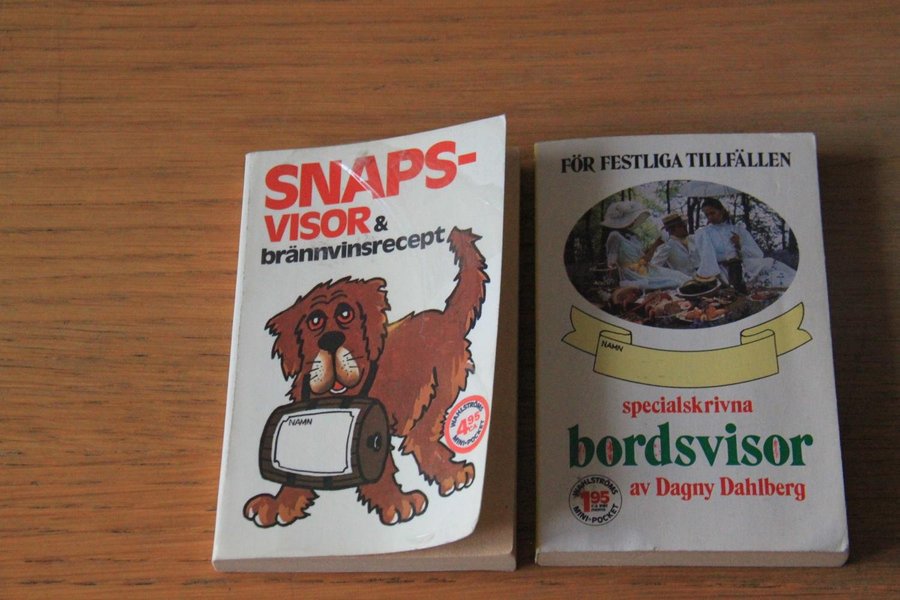 SNAPS-
VISOR &
brännvinsrecept
NAMN
WAHLSTRÖMS
4.95
MINI-POCKET
FÖR FESTLIGA TILLFÄLLEN
NAMN
specialskrivna
bordsvisor
av Dagny Dahlberg
WAHLSTRÖMS
1.95
MINI-POCKET